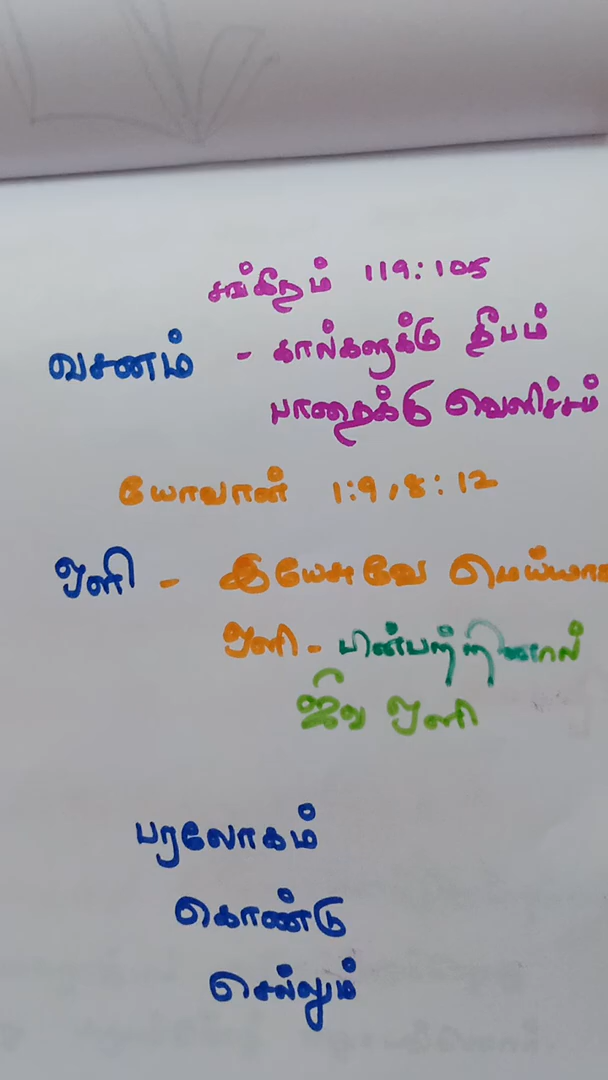 சங்கீதம் 119:105
வசனம் - கால்களுக்கு தீபம்
பாதைக்கு வெளிச்சம்
யோவான் 1:9,8:12
ஒளி - இயேசுவே மெய்யான
ஒளி - பின்பற்றினால்
ஜீவ ஒளி
பரலோகம்
கொண்டு
செல்லும்